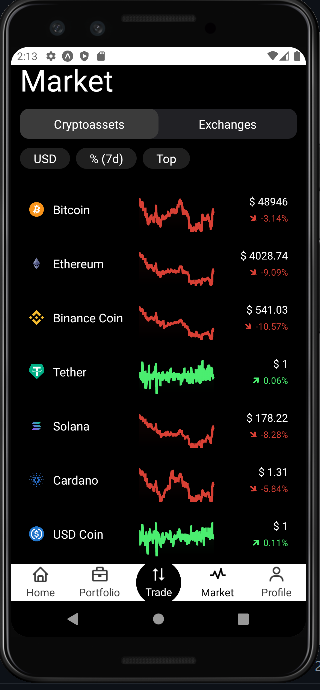 2:13
Market
Cryptoassets Exchanges
USD % (7d) Top
Bitcoin $ 48946
-3.14%
Ethereum $ 4028.74
-9.09%
Binance Coin $ 541.03
-10.57%
Tether $ 1
0.06%
Solana $ 178.22
-8.28%
Cardano $ 1.31
-5.84%
USD Coin $ 1
0.11%
Home Portfolio Trade Market Profile